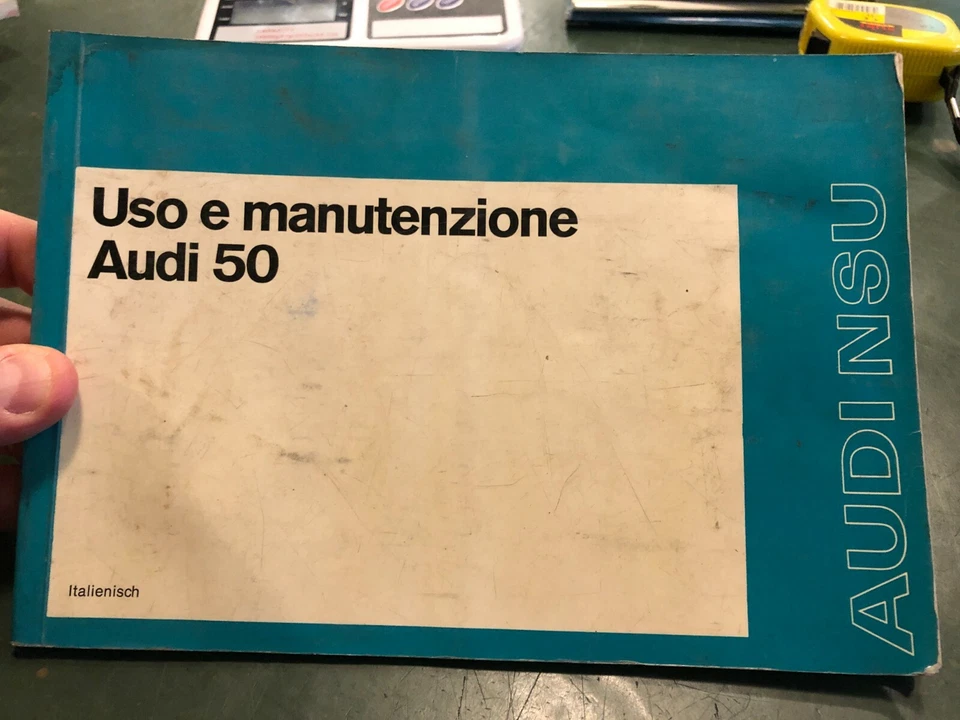 Uso e manutenzione
Audi 50
Italienisch
AUDI NSU